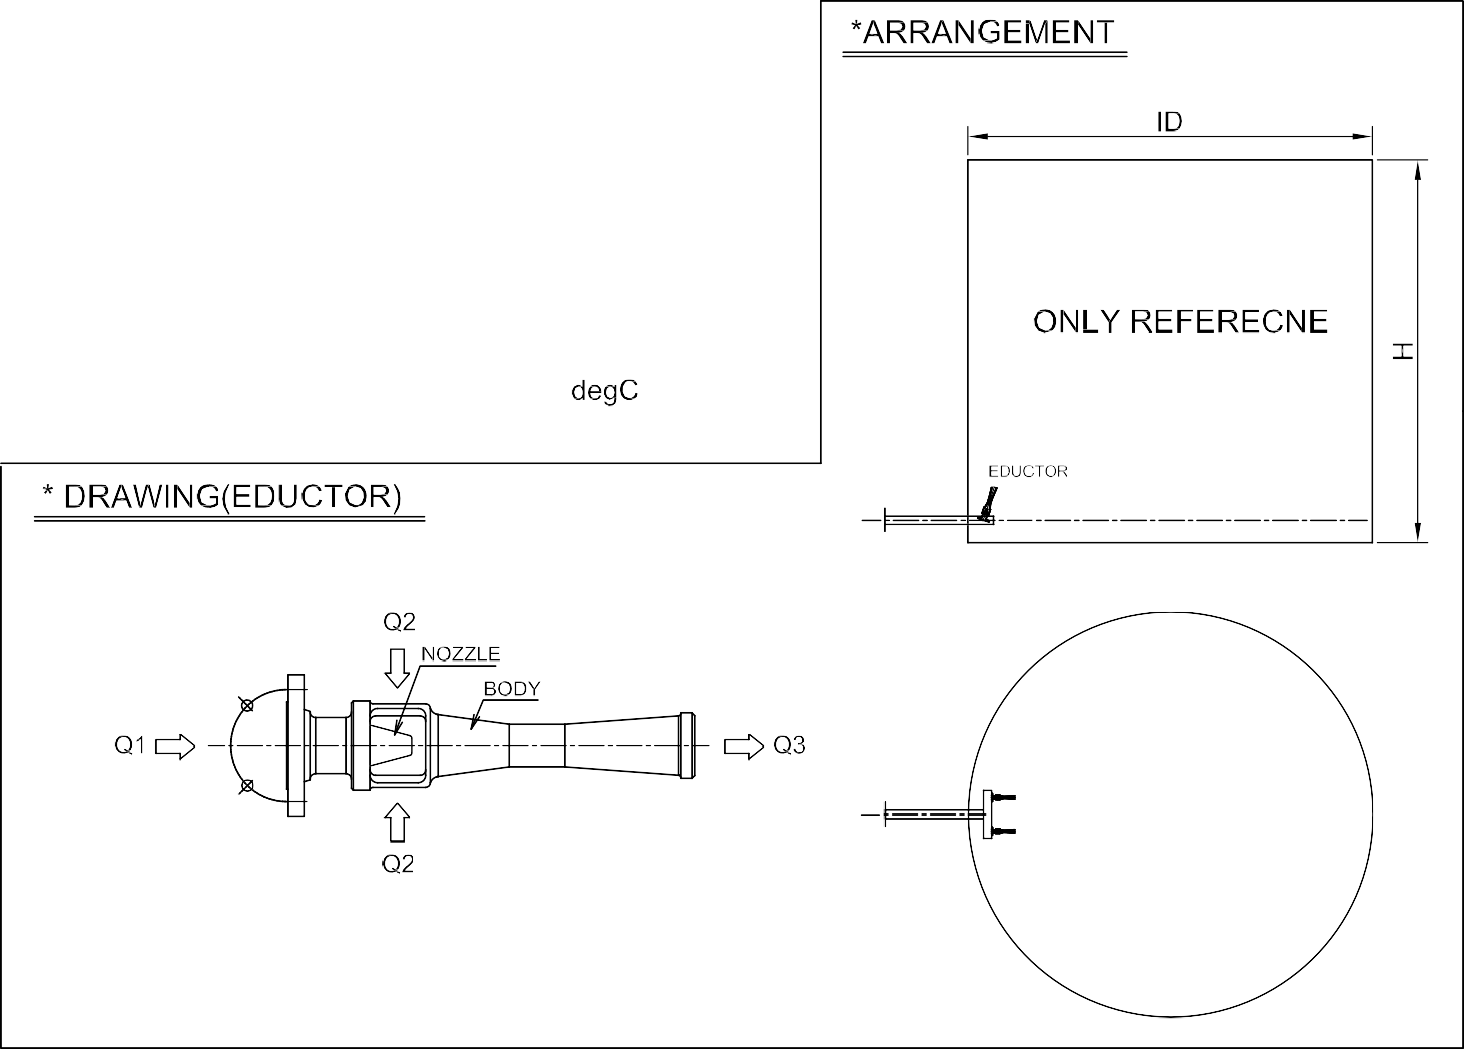 *ARRANGEMENT
ID
ONLY REFERECNE
H
degC
EDUCTOR
* DRAWING(EDUCTOR)
Q2
NOZZLE
BODY
Q1
Q3
Q2